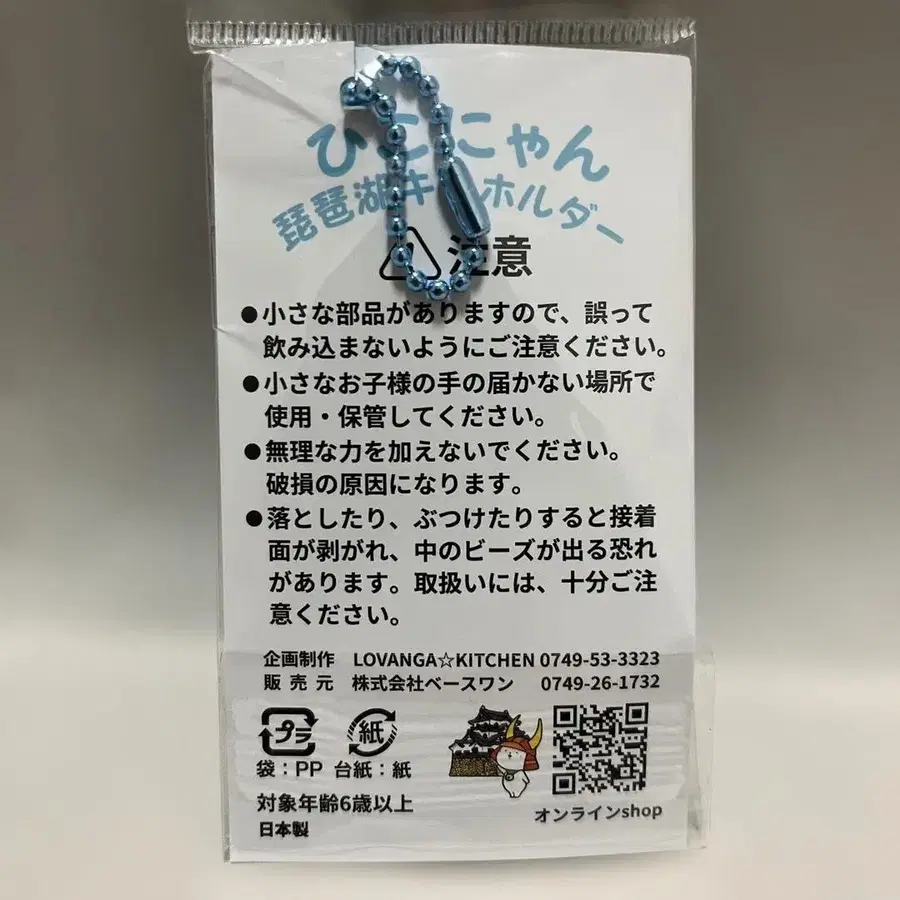 ひこにゃん
琵琶湖キーホルダー
注意
●小さな部品がありますので、誤って
飲み込まないようにご注意ください。
●小さなお子様の手の届かない場所で
使用・保管してください。
●無理な力を加えないでください。
破損の原因になります。
●落としたり、ぶつけたりすると接着
面が剥がれ、中のビーズが出る恐れ
があります。取扱いには、十分ご注
意ください。
企画制作 LOVANGA☆KITCHEN 0749-53-3323
販売元 株式会社ベースワン 0749-26-1732
プラ 紙
袋：PP 台紙：紙
対象年齢6歳以上
日本製
オンラインshop